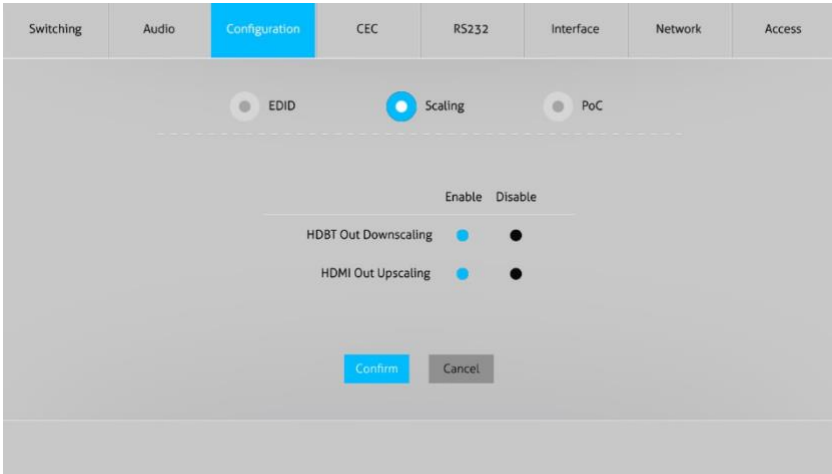 Switching Audio Configuration CEC RS232 Interface Network Access
EDID Scaling PoC
Enable Disable
HDBT Out Downscaling
HDMI Out Upscaling
Confirm Cancel